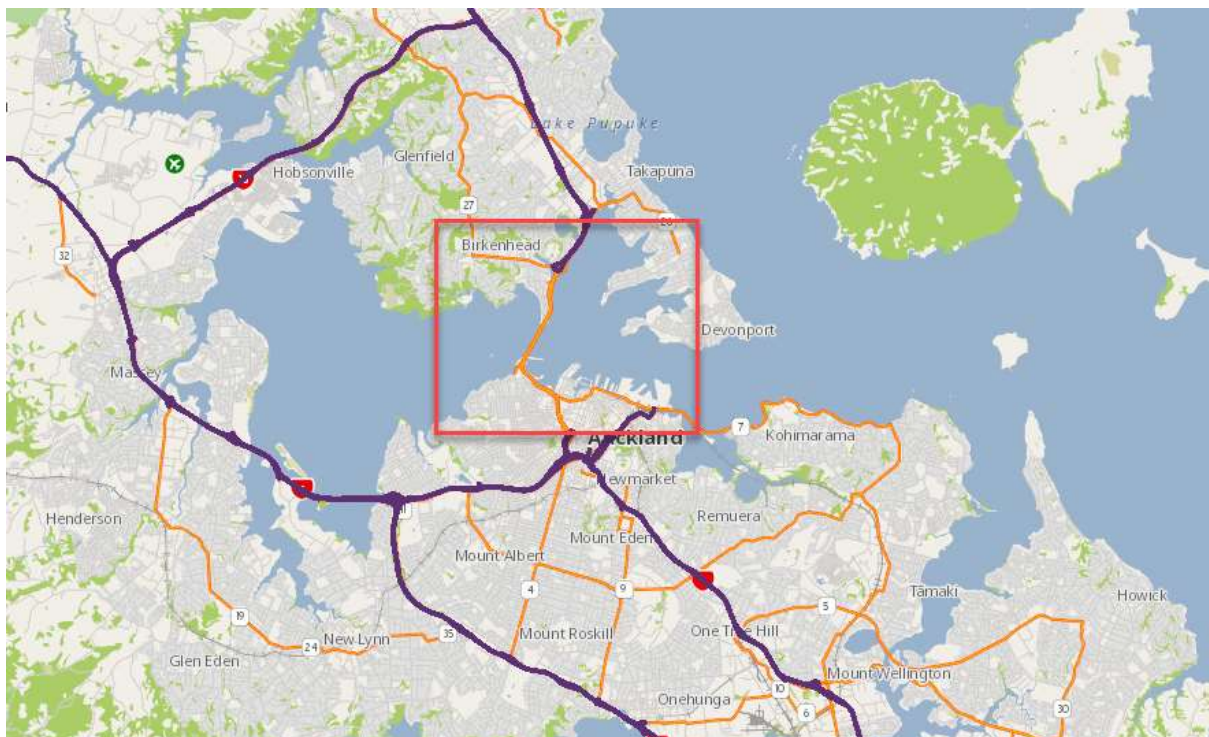 Lake Pupuke
Glenfield
Hobsonville
Takapuna
27
26
Birkenhead
32
Devonport
Massey
7
Kohimarama
Auckland
Newmarket
Henderson
Remuera
Mount Eden
Mount Albert
4
9
Tāmaki
Howick
5
19
35
New Lynn
Mount Roskill
One Tree Hill
24
Glen Eden
Mount Wellington
10
Onehunga
6
30